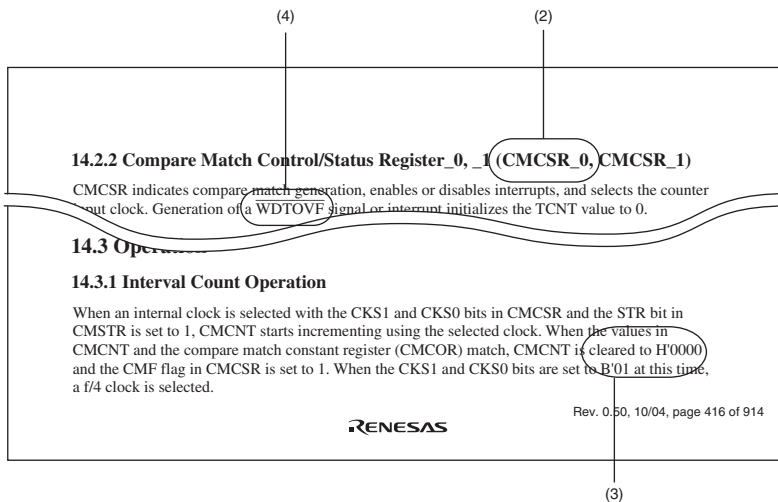 (4)
(2)
14.2.2 Compare Match Control/Status Register_0, _1 (CMCSR_0, CMCSR_1)
CMCSR indicates compare match generation, enables or disables interrupts, and selects the counter
input clock. Generation of a WDTOVF signal or interrupt initializes the TCNT value to 0.
14.3 Operation
14.3.1 Interval Count Operation
When an internal clock is selected with the CKS1 and CKS0 bits in CMCSR and the STR bit in
CMSTR is set to 1, CMCNT starts incrementing using the selected clock. When the values in
CMCNT and the compare match constant register (CMCOR) match, CMCNT is cleared to H'0000
and the CMF flag in CMCSR is set to 1. When the CKS1 and CKS0 bits are set to B'01 at this time,
a f/4 clock is selected.
Rev. 0.50, 10/04, page 416 of 914
RENESAS
(3)